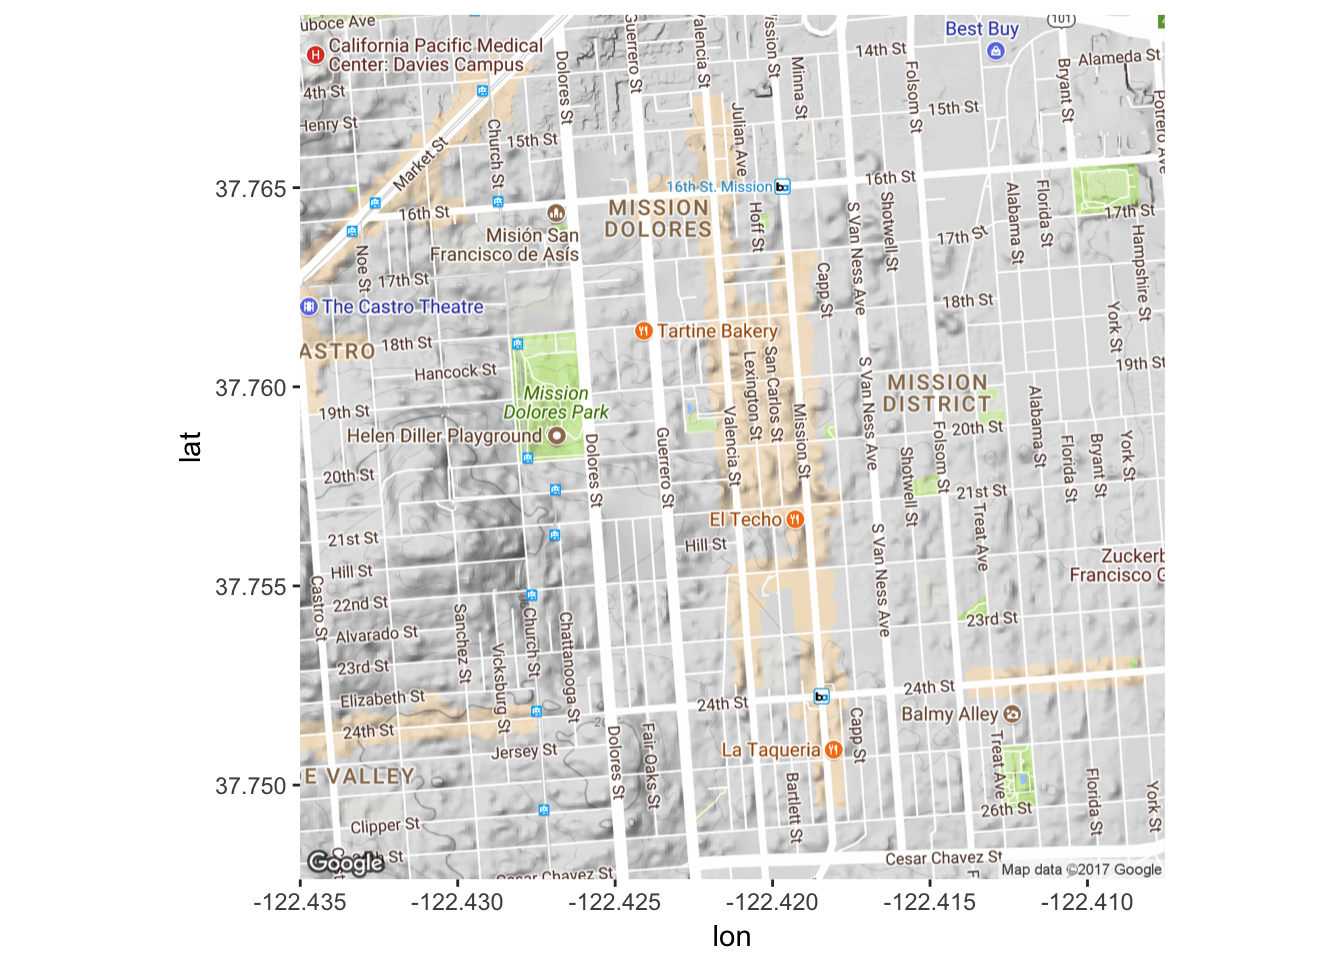 uboce Ave
California Pacific Medical
Center: Davies Campus
4th St
Henry St
Market St
Church St
15th St
Dolores St
Guerrero St
Valencia St
ission St
Minna St
Julian Ave
14th St
Folsom St
Best Buy
101
Bryant St
Alameda St
Potrero Ave
15th St
16th St. Mission
16th St
16th St
MISSION
DOLORES
Misión San
Francisco de Asís
Hoff St
S Van Ness Ave
Shotwell St
17th St
Alabama St
Florida St
17th St
Hampshire St
Noe St
17th St
The Castro Theatre
Capp St
18th St
York St
19th St
Tartine Bakery
ASTRO
18th St
Hancock St
Mission
Dolores Park
Helen Diller Playground
19th St
20th St
Lexington St
San Carlos St
Valencia St
Mission St
S Van Ness Ave
MISSION
DISTRICT
20th St
Alabama St
Florida St
Bryant St
York St
Folsom St
Shotwell St
21st St
Treat Ave
Dolores St
Guerrero St
El Techo
Hill St
S Van Ness Ave
Zuckerb
Francisco G
21st St
Hill St
22nd St
Castro St
Alvarado St
23rd St
Sanchez St
Vicksburg St
Church St
Chattanooga St
23rd St
Elizabeth St
24th St
24th St
24th St
Balmy Alley
Jersey St
E VALLEY
Dolores St
Fair Oaks St
La Taqueria
Capp St
Bartlett St
Treat Ave
26th St
Florida St
York St
Clipper St
Cesar Chavez St
Cesar Chavez St
Google
Map data ©2017 Google
37.765
37.760
37.755
37.750
lat
-122.435
-122.430
-122.425
-122.420
-122.415
-122.410
lon